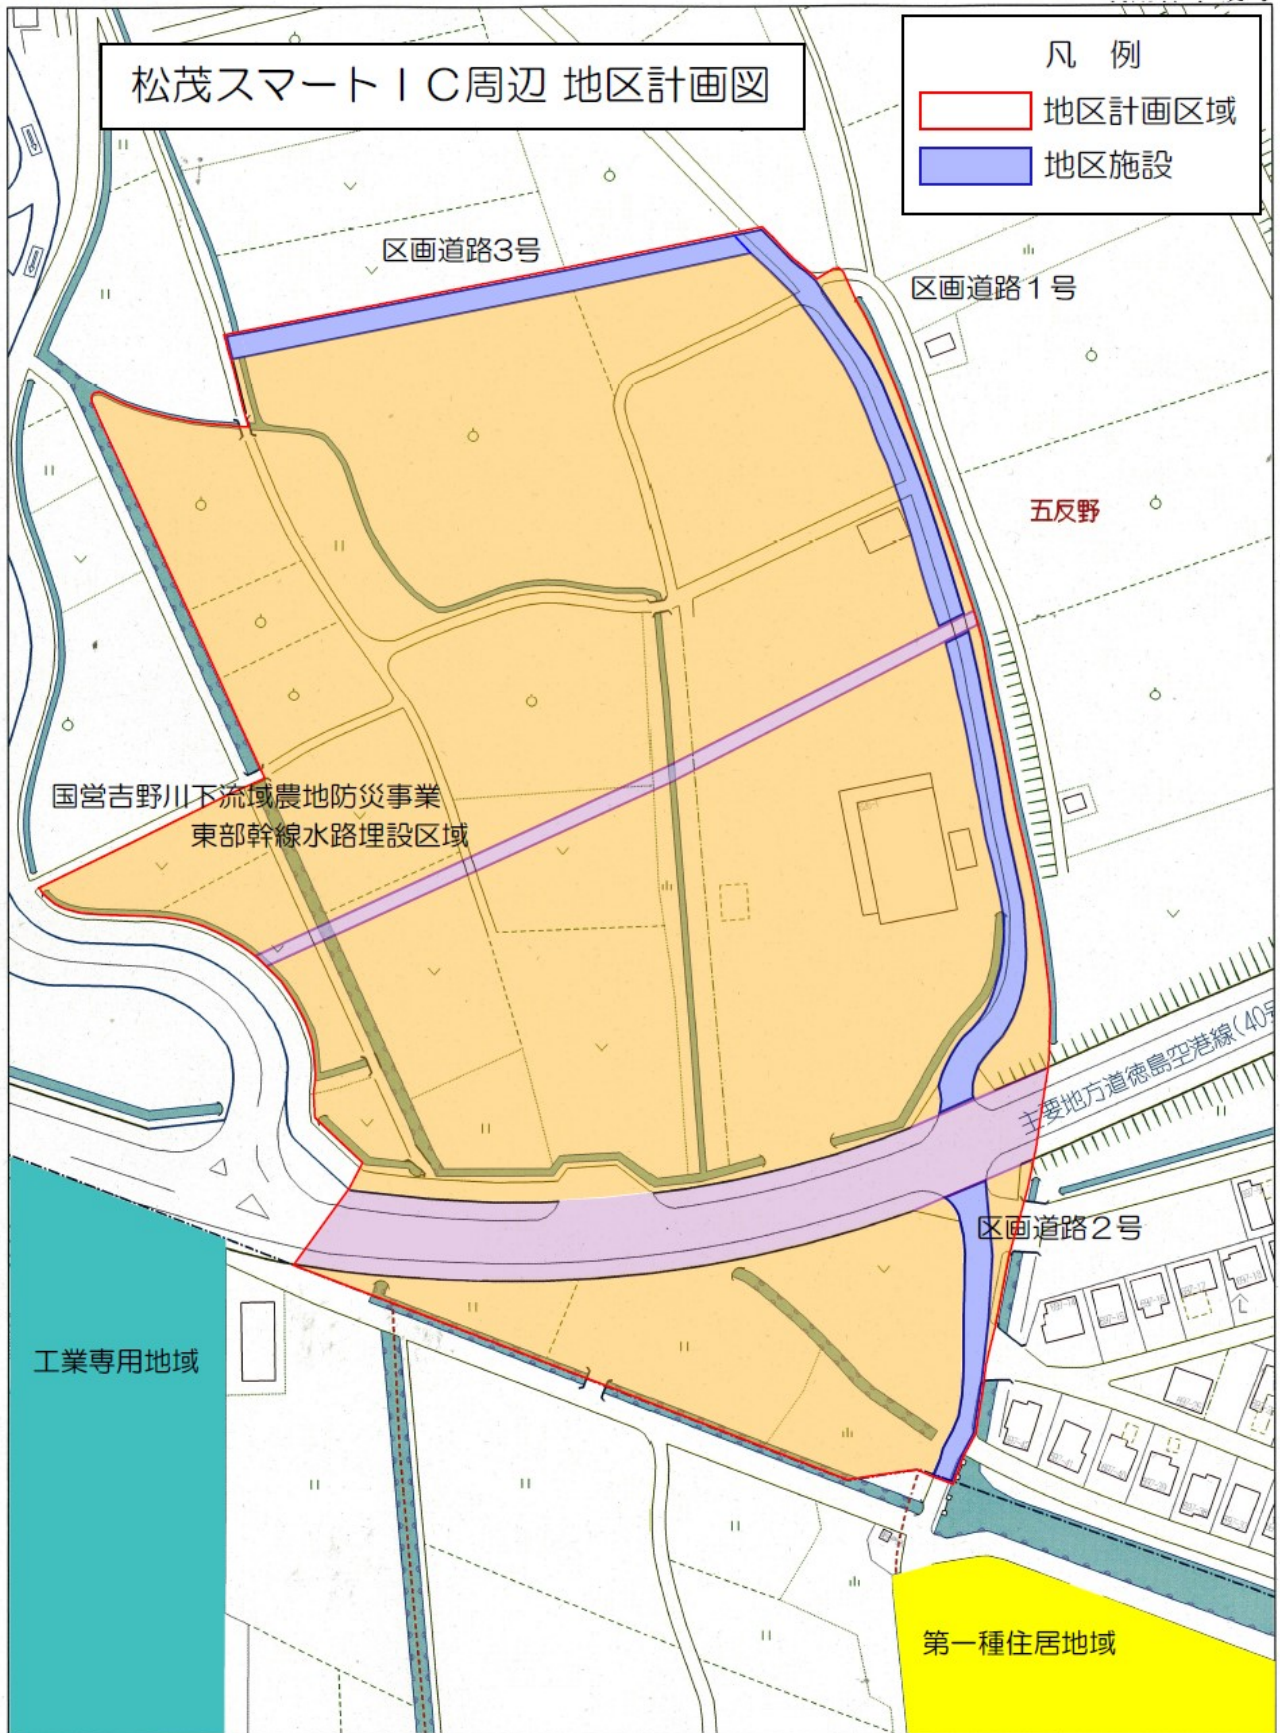 松茂スマートIC周辺 地区計画図
凡 例
地区計画区域
地区施設
区画道路3号
区画道路1号
五反野
国営吉野川下流域農地防災事業
東部幹線水路埋設区域
主要地方道徳島空港線(40号
区画道路2号
工業専用地域
第一種住居地域